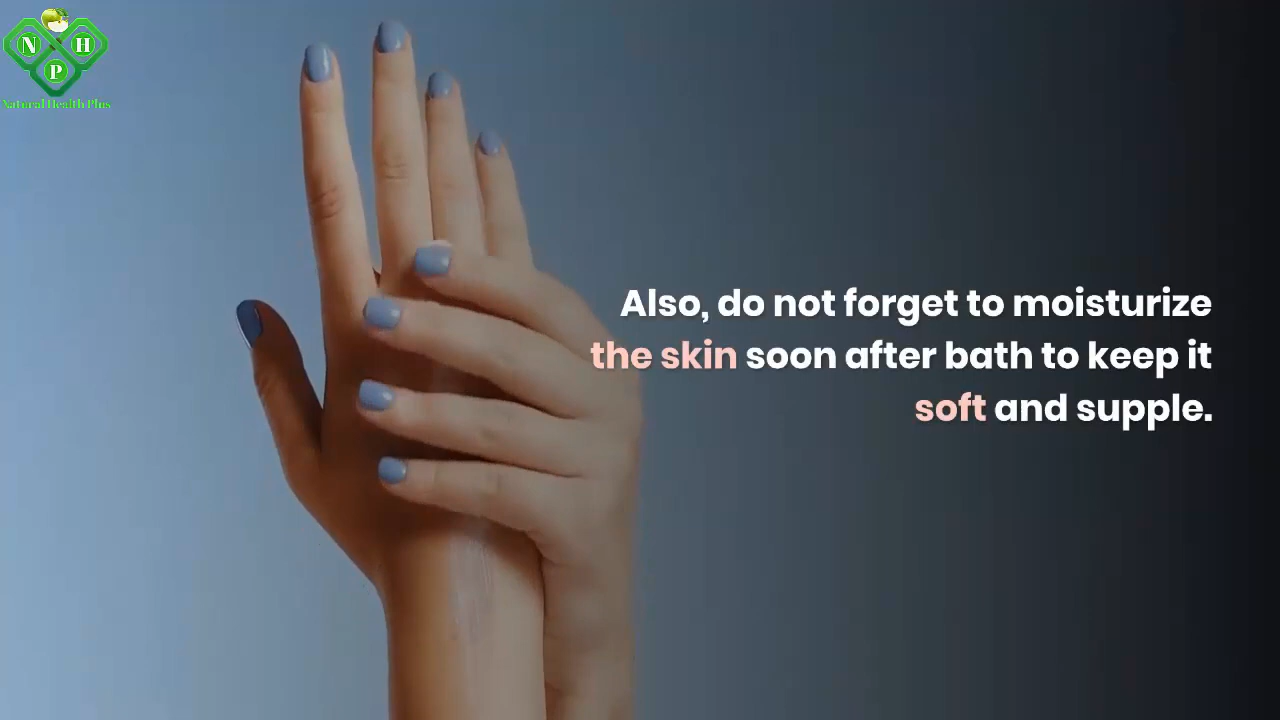 N H
P
Natural Health Plus
Also, do not forget to moisturize
the skin soon after bath to keep it
soft and supple.